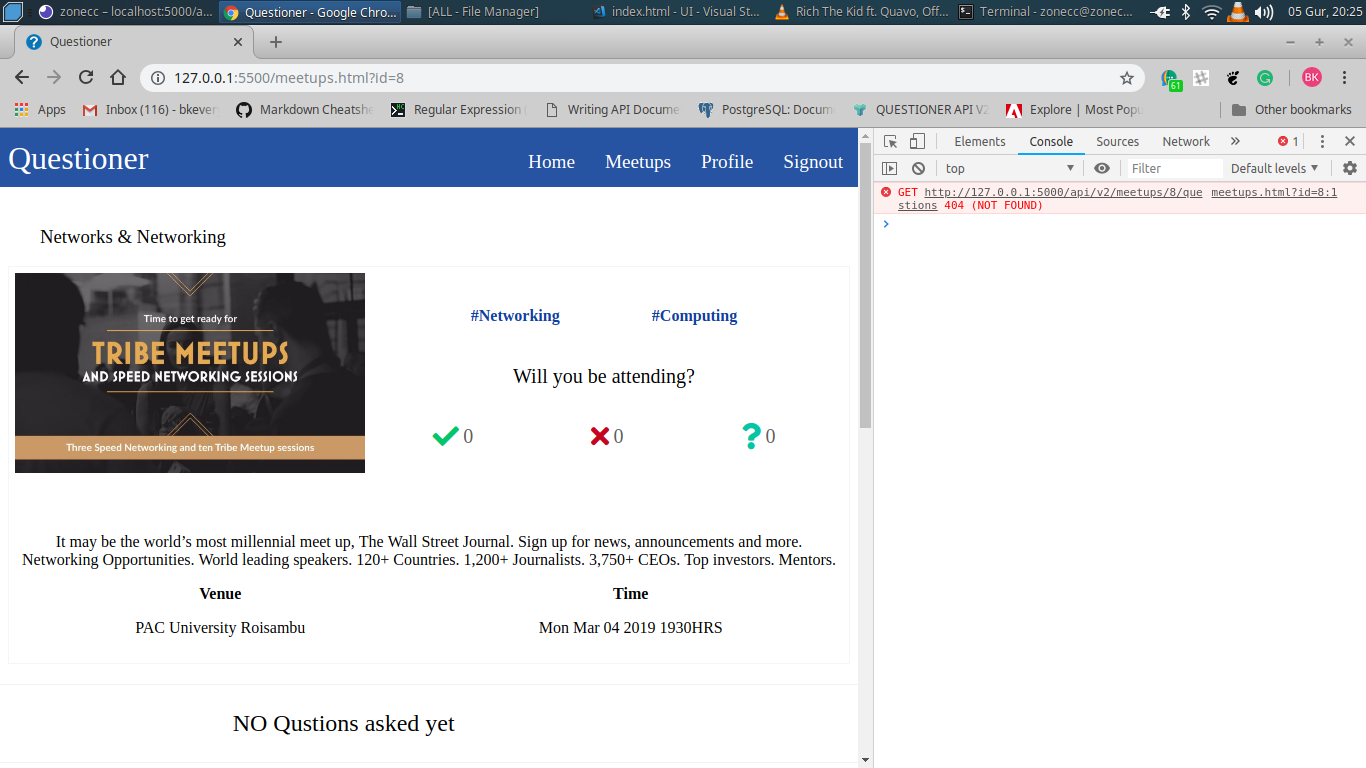 zonecc – localhost:5000/a...
Questioner - Google Chro...
[ALL - File Manager]
index.html - UI - Visual St...
Rich The Kid ft. Quavo, Off...
Terminal - zonecc@zonec...
05 Gur, 20:25
Questioner
127.0.0.1:5500/meetups.html?id=8
61
BK
Apps
Inbox (116) - bkever
Markdown Cheatshe
Regular Expression
Writing API Docume
PostgreSQL: Docum
QUESTIONER API V2
Explore | Most Popu
Other bookmarks
Questioner
Home Meetups Profile Signout
Elements Console Sources Network » 1
top Filter Default levels
GET http://127.0.0.1:5000/api/v2/meetups/8/que meetups.html?id=8:1
stions 404 (NOT FOUND)
Networks & Networking
Time to get ready for
TRIBE MEETUPS
AND SPEED NETWORKING SESSIONS
Three Speed Networking and ten Tribe Meetup sessions
#Networking #Computing
Will you be attending?
0 0 0
It may be the world’s most millennial meet up, The Wall Street Journal. Sign up for news, announcements and more.
Networking Opportunities. World leading speakers. 120+ Countries. 1,200+ Journalists. 3,750+ CEOs. Top investors. Mentors.
Venue Time
PAC University Roisambu Mon Mar 04 2019 1930HRS
NO Qustions asked yet